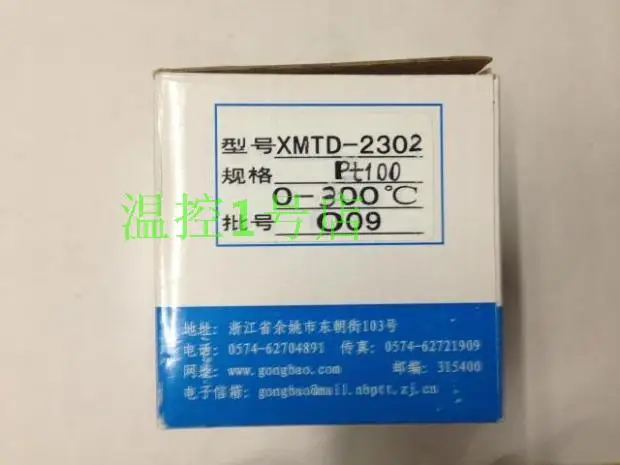 型号XMTD-2302
规格 Pt100
0-300℃
批号 009
温控1号店
地址: 浙江省余姚市东朝街103号
电话: 0574-62704891 传真: 0574-62721909
网址: www.gongbao.com 邮编: 315400
电子信箱: gongbao@mail.nbptt.zj.cn